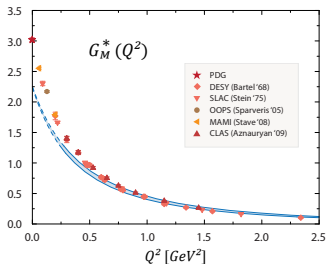 3.5
3.0
2.5
2.0
1.5
1.0
0.5
0.0
G*M(Q²)
PDG
DESY (Bartel '68)
SLAC (Stein '75)
OOPS (Sparveris '05)
MAMI (Stave '08)
CLAS (Aznauryan '09)
0.0 0.5 1.0 1.5 2.0 2.5
Q² [GeV²]